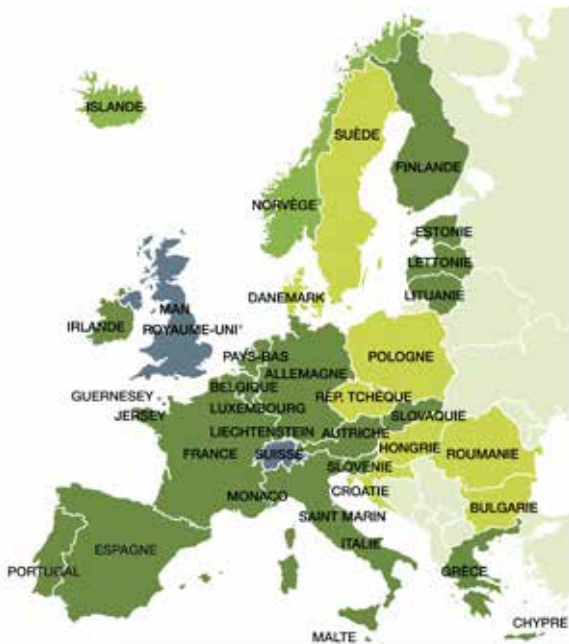 ISLANDE
SUÈDE
FINLANDE
NORVÈGE
ESTONIE
LETTONIE
LITUANIE
DANEMARK
MAN
IRLANDE
ROYAUME-UNI*
PAYS-BAS
POLOGNE
ALLEMAGNE
BELGIQUE
GUERNESEY
RÉP. TCHÈQUE
JERSEY
LUXEMBOURG
SLOVAQUIE
LIECHTENSTEIN
AUTRICHE
FRANCE
SUISSE
HONGRIE
ROUMANIE
SLOVÉNIE
MONACO
CROATIE
BULGARIE
SAINT MARIN
ITALIE
ESPAGNE
PORTUGAL
GRÈCE
CHYPRE
MALTE